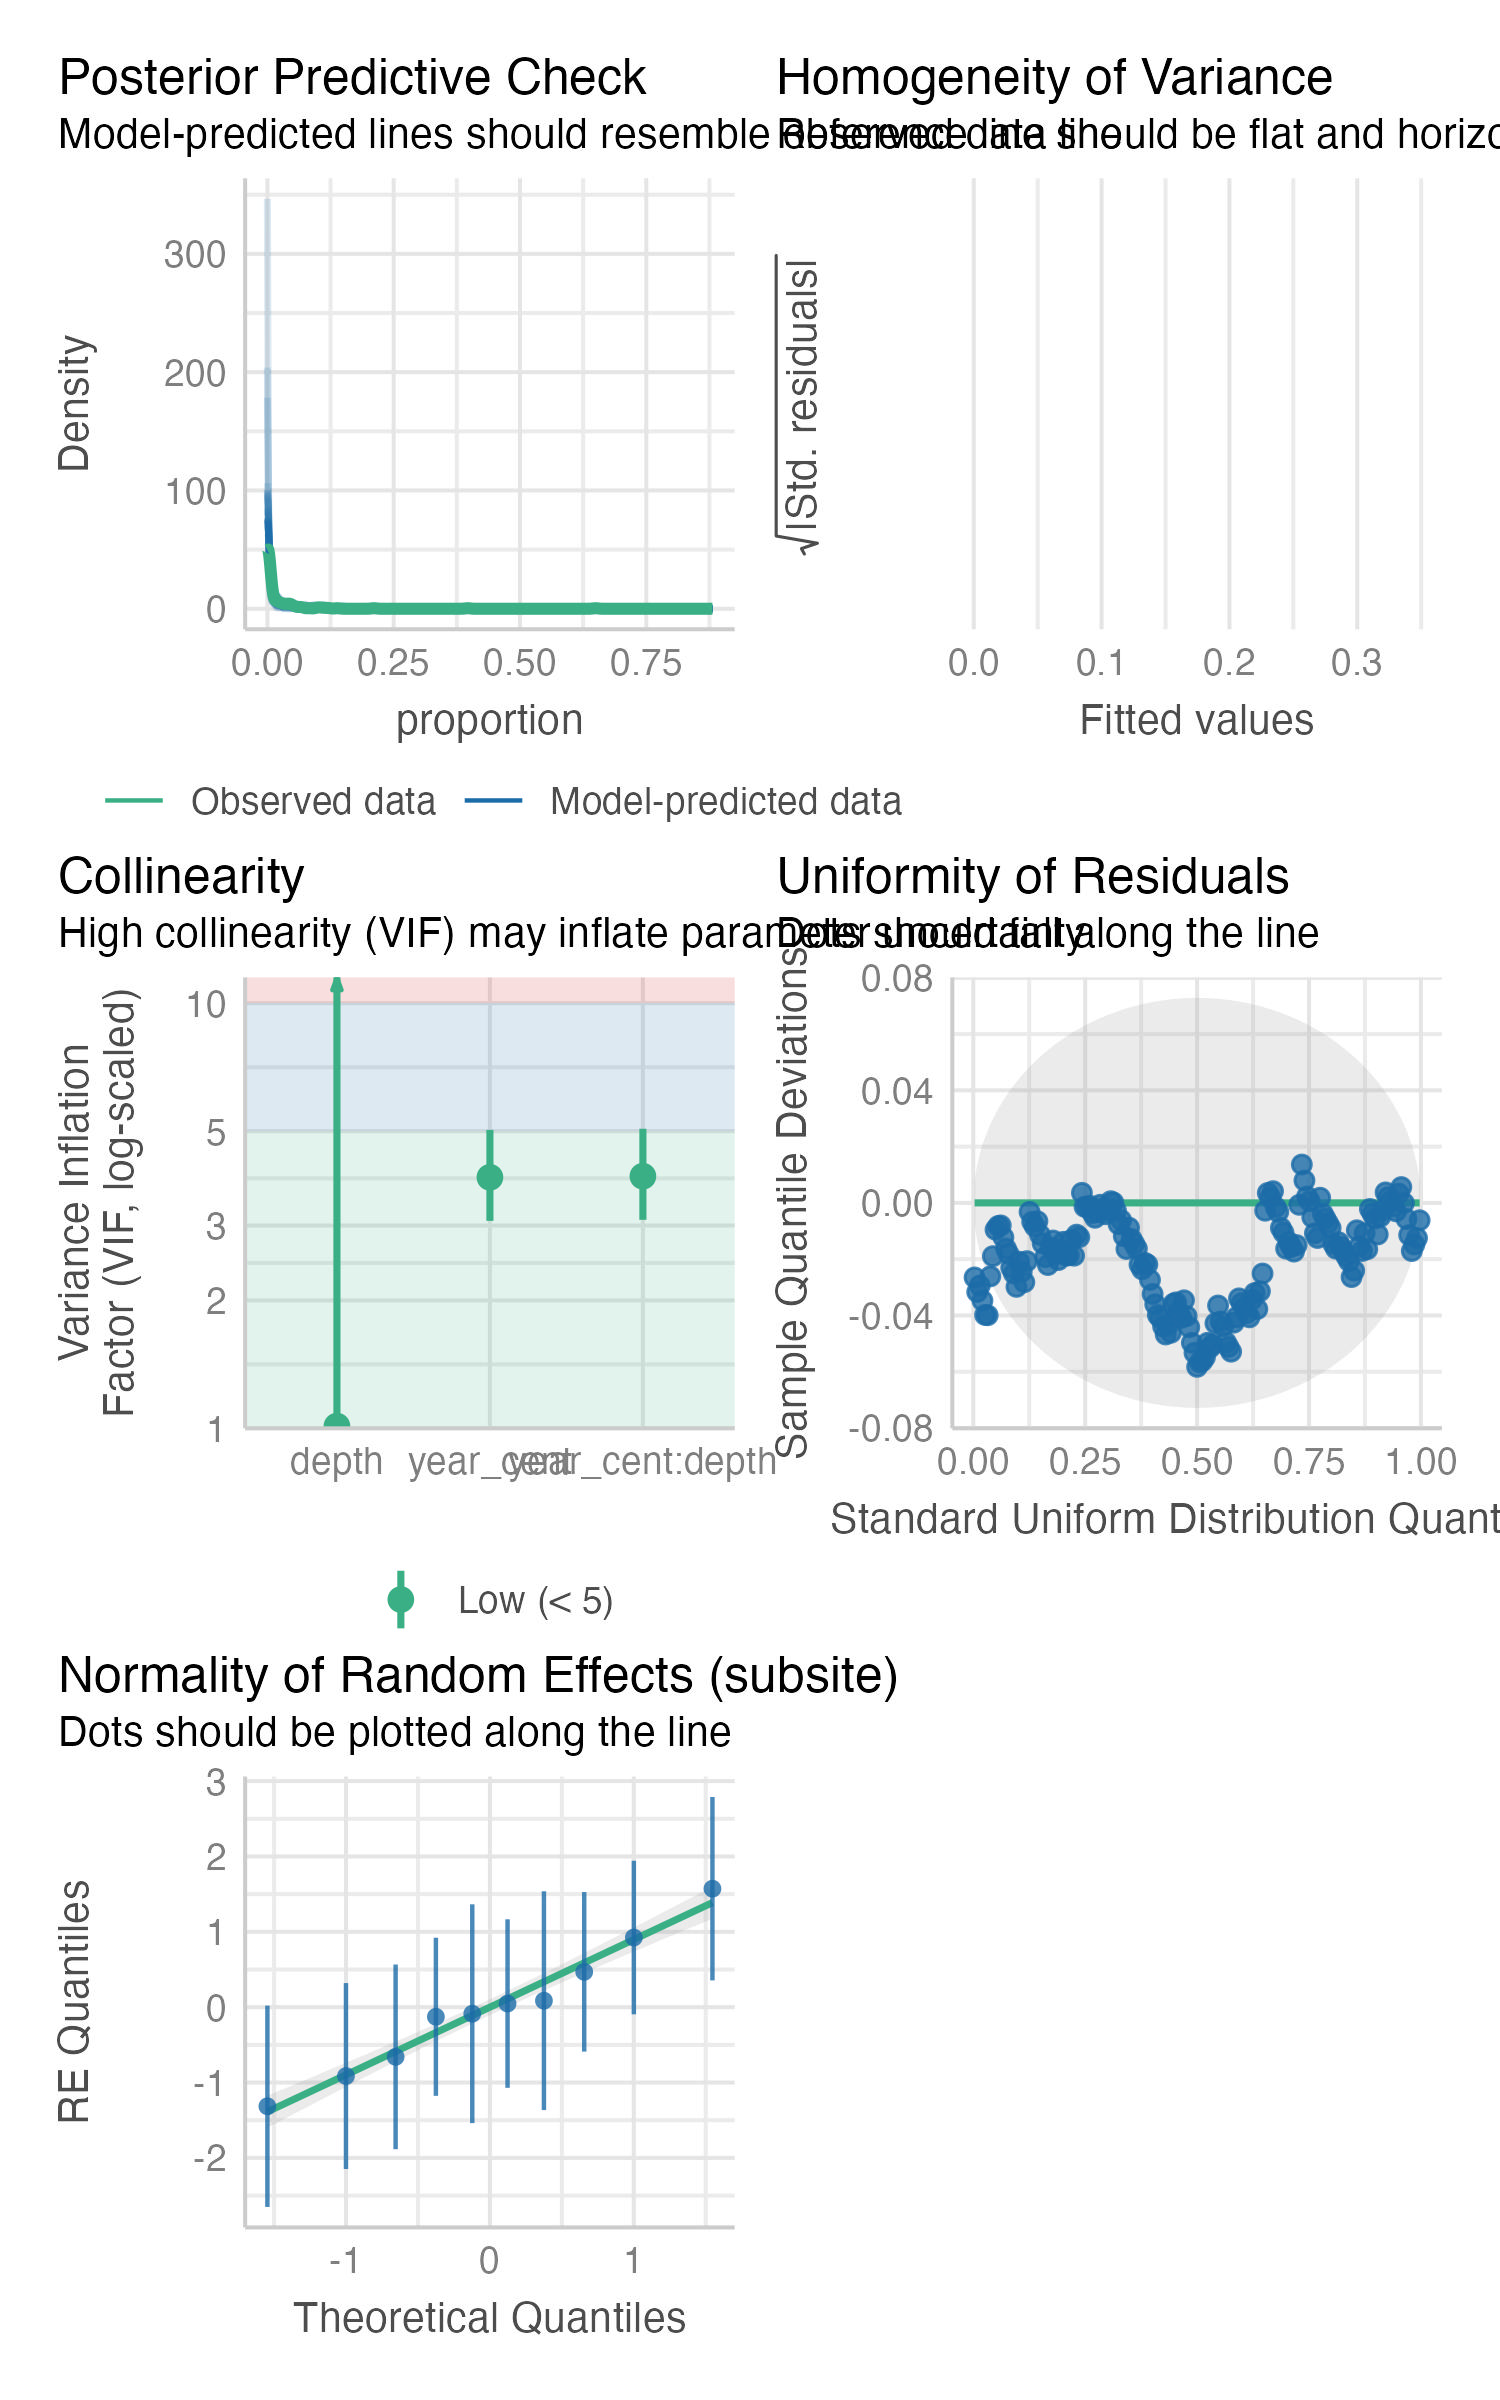 Posterior Predictive Check
Model-predicted lines should resemble observed data line
Density
300
200
100
0
0.00 0.25 0.50 0.75
proportion
Observed data Model-predicted data
Homogeneity of Variance
Reference line should be flat and horizo
√|Std. residuals|
0.0 0.1 0.2 0.3
Fitted values
Collinearity
High collinearity (VIF) may inflate parameter uncertainty
Variance Inflation
Factor (VIF, log-scaled)
10
5
3
2
1
depth year_cent year_cent:depth
Low (< 5)
Uniformity of Residuals
Dots should fall along the line
Sample Quantile Deviations
0.08
0.04
0.00
-0.04
-0.08
0.00 0.25 0.50 0.75 1.00
Standard Uniform Distribution Quant
Normality of Random Effects (subsite)
Dots should be plotted along the line
RE Quantiles
3
2
1
0
-1
-2
-1 0 1
Theoretical Quantiles